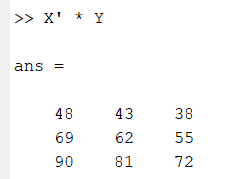 >> X' * Y
ans =
48 43 38
69 62 55
90 81 72